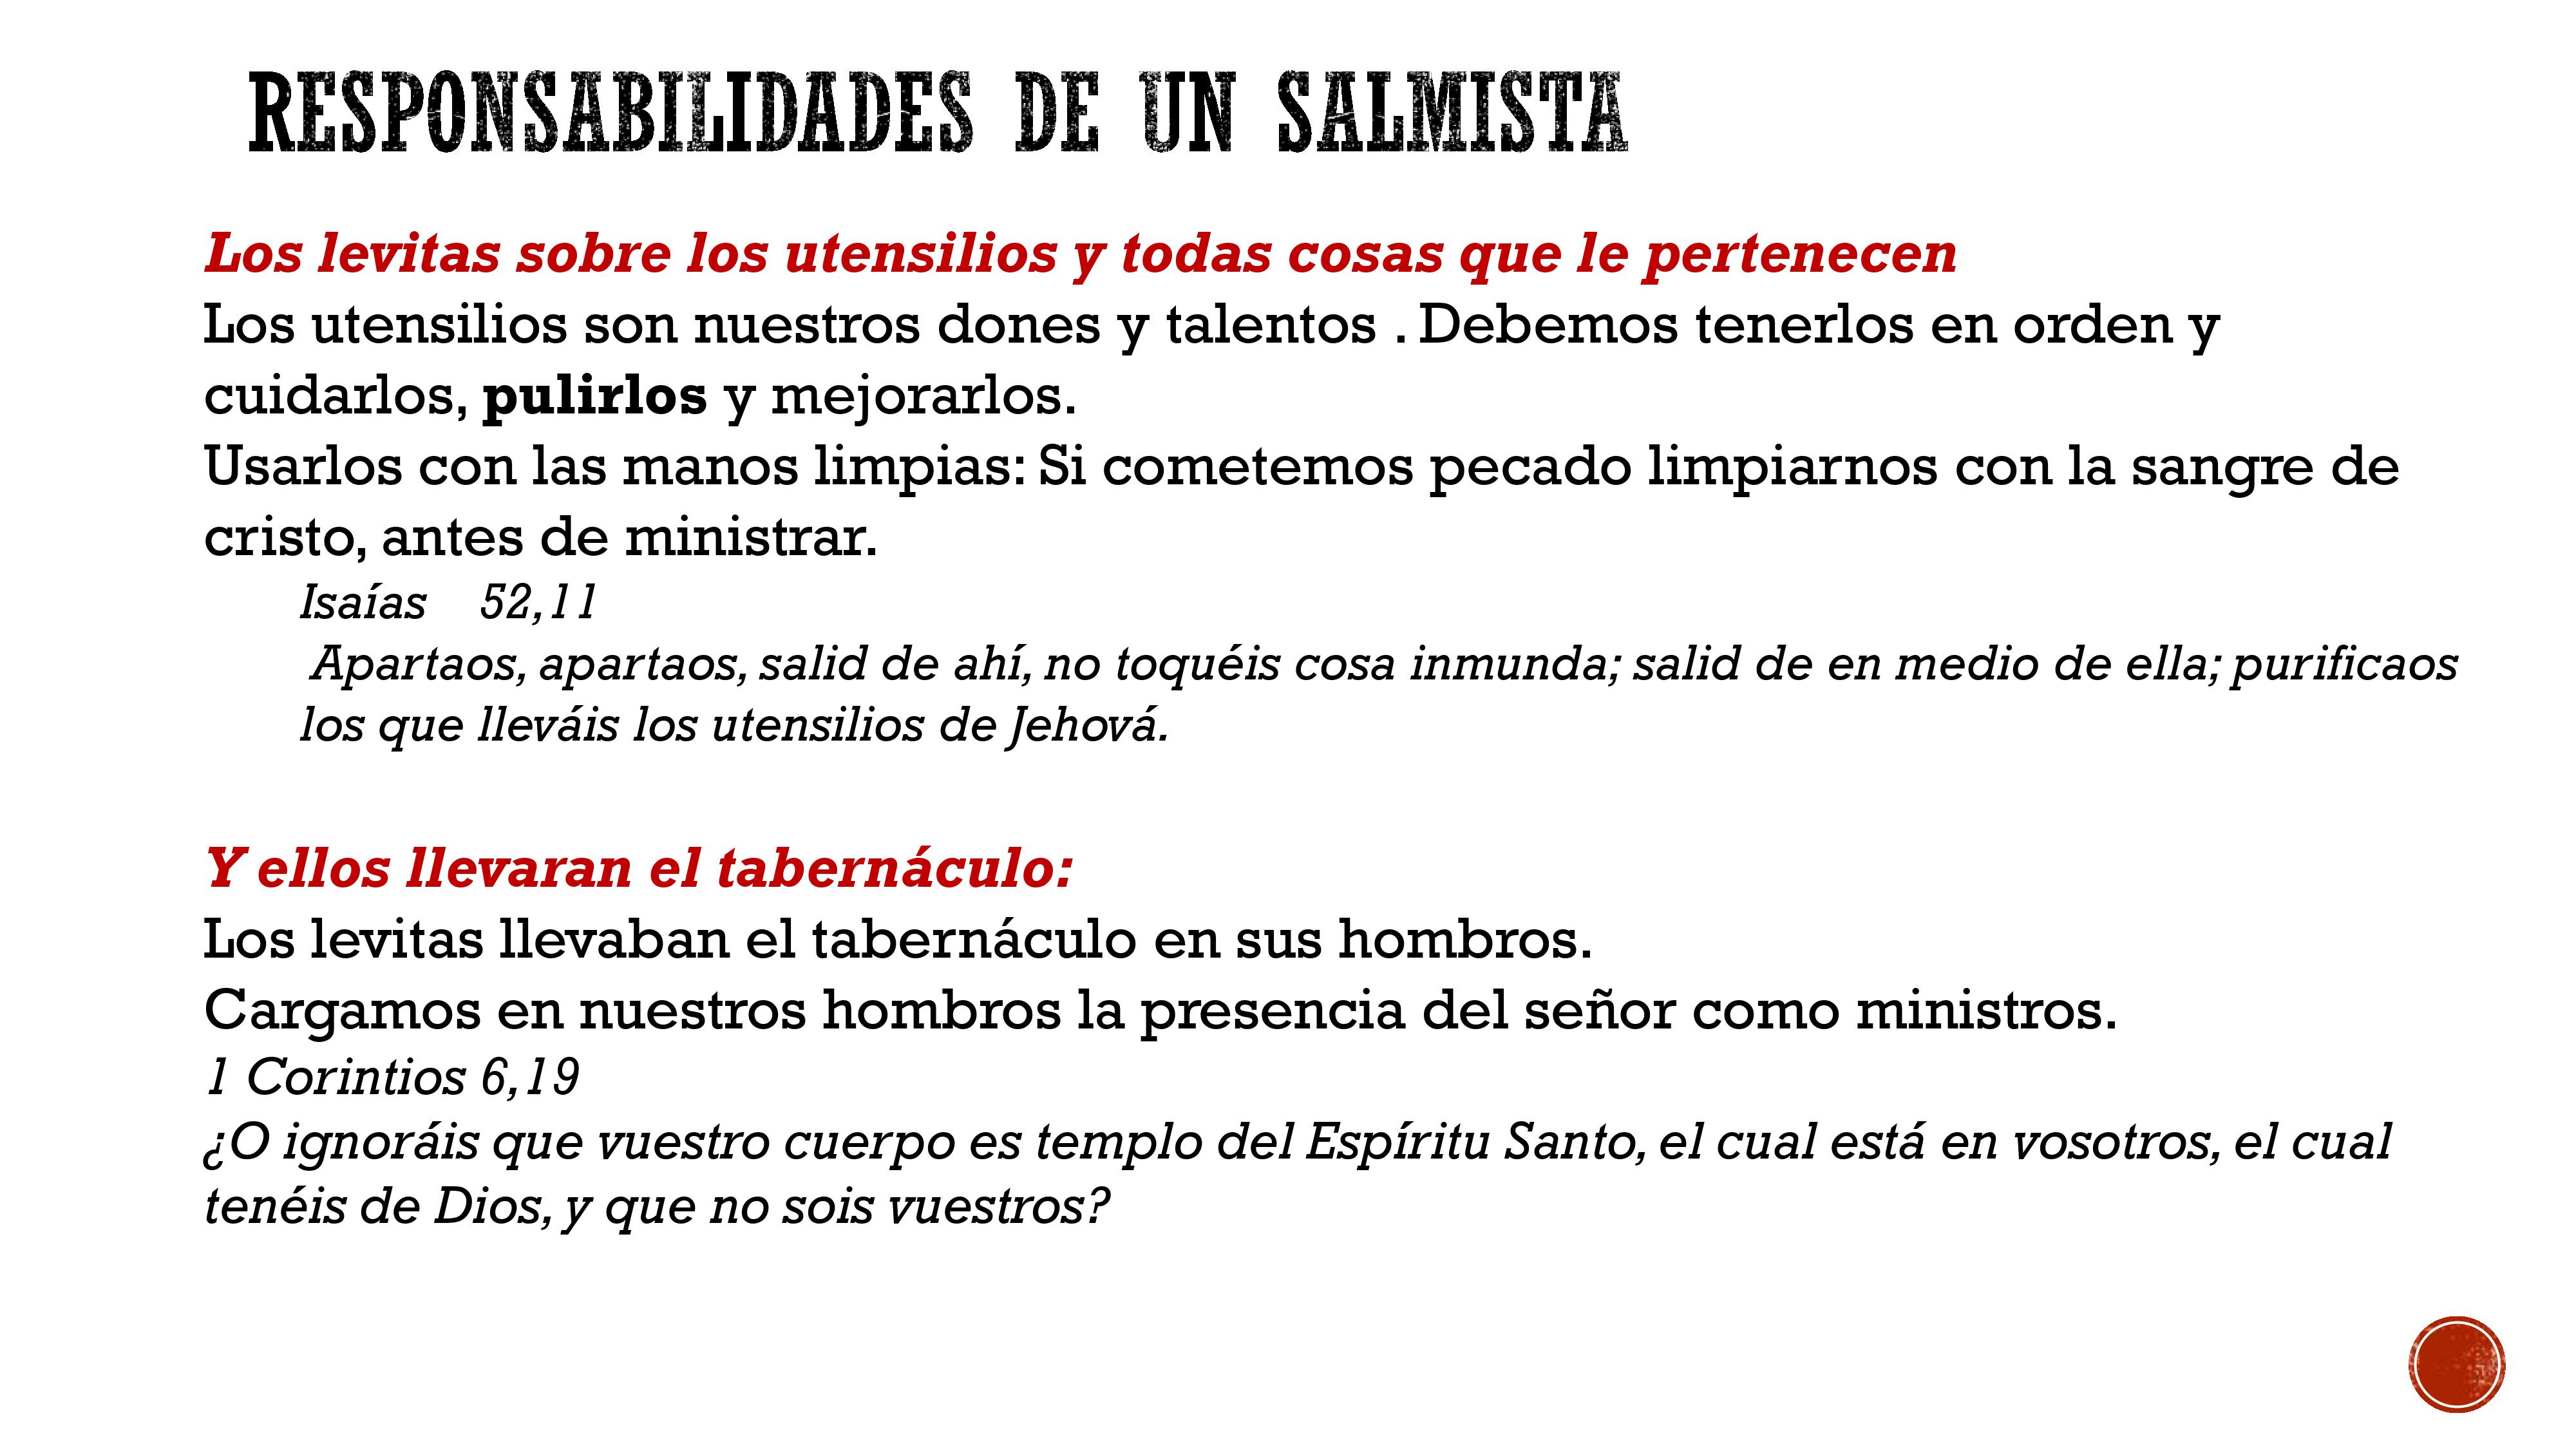 RESPONSABILIDADES DE UN SALMISTA
Los levitas sobre los utensilios y todas cosas que le pertenecen
Los utensilios son nuestros dones y talentos . Debemos tenerlos en orden y
cuidarlos, pulirlos y mejorarlos.
Usarlos con las manos limpias: Si cometemos pecado limpiarnos con la sangre de
cristo, antes de ministrar.
Isaías 52,11
Apartaos, apartaos, salid de ahí, no toquéis cosa inmunda; salid de en medio de ella; purificaos
los que lleváis los utensilios de Jehová.
Y ellos llevaran el tabernáculo:
Los levitas llevaban el tabernáculo en sus hombros.
Cargamos en nuestros hombros la presencia del señor como ministros.
1 Corintios 6,19
¿O ignoráis que vuestro cuerpo es templo del Espíritu Santo, el cual está en vosotros, el cual
tenéis de Dios, y que no sois vuestros?